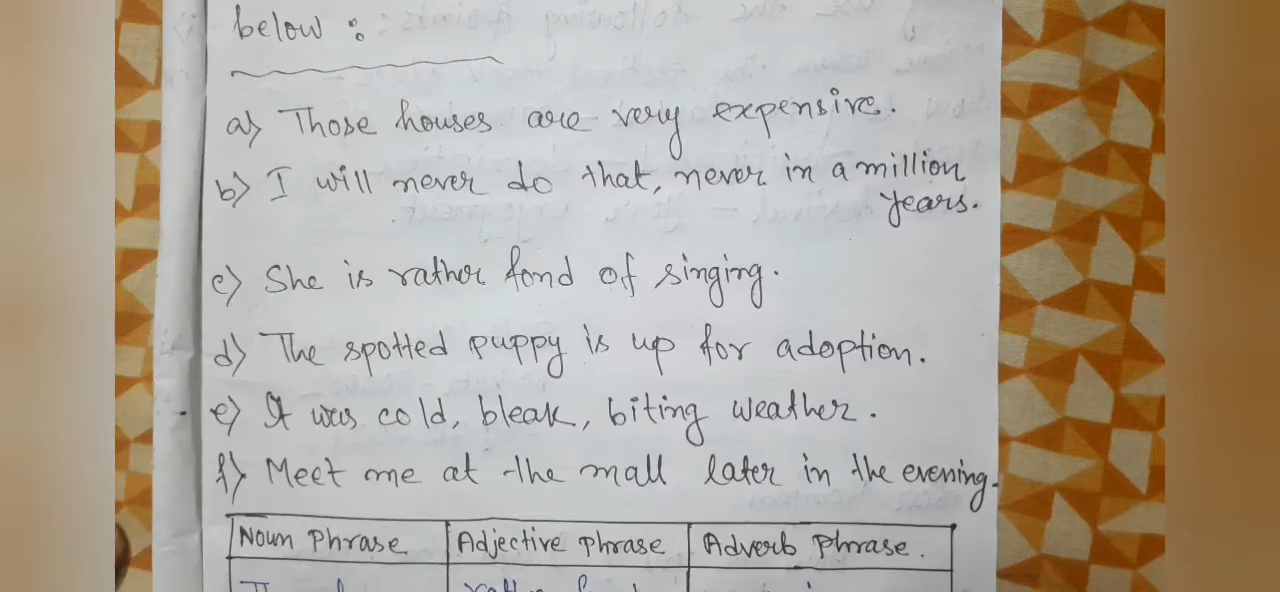 below :
a) Those houses are very expensive.
b) I will never do that, never in a million
years.
c) She is rather fond of singing.
d) The spotted puppy is up for adoption.
e) It was cold, bleak, biting weather.
f) Meet me at the mall later in the evening.
Noun Phrase Adjective Phrase Adverb Phrase.